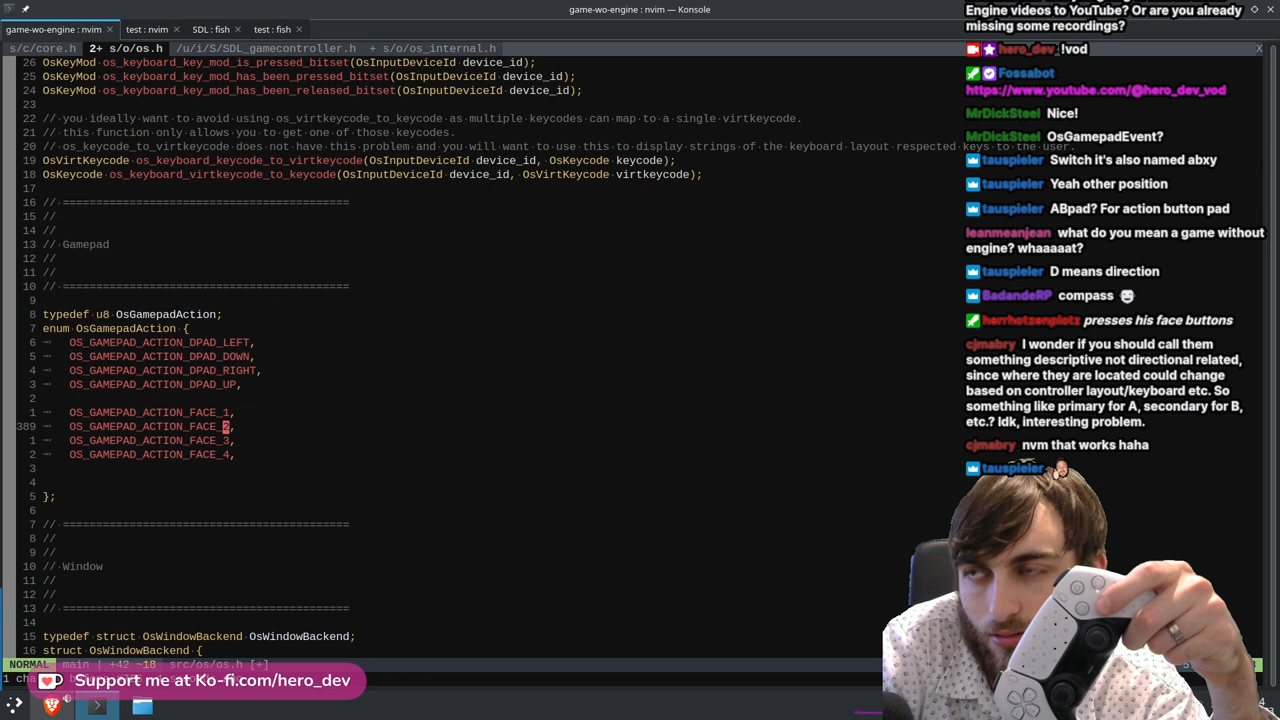 game-wo-engine : nvim — Konsole
game-wo-engine : nvim × test : nvim × SDL : fish × test : fish ×
s/c/core.h 2+ s/o/os.h /u/i/S/SDL_gamecontroller.h + s/o/os_internal.h X
26 OsKeyMod os_keyboard_key_mod_is_pressed_bitset(OsInputDeviceId device_id);
25 OsKeyMod os_keyboard_key_mod_has_been_pressed_bitset(OsInputDeviceId device_id);
24 OsKeyMod os_keyboard_key_mod_has_been_released_bitset(OsInputDeviceId device_id);
23
22 // you ideally want to avoid using os_virtkeycode_to_keycode as multiple keycodes can map to a single virtkeycode.
21 // this function only allows you to get one of those keycodes.
20 // os_keycode_to_virtkeycode does not have this problem and you will want to use this to display strings of the keyboard layout respected keys to the user.
19 OsVirtKeycode os_keyboard_keycode_to_virtkeycode(OsInputDeviceId device_id, OsKeycode keycode);
18 OsKeycode os_keyboard_virtkeycode_to_keycode(OsInputDeviceId device_id, OsVirtKeycode virtkeycode);
17
16 // ===========================================
15 //
14 //
13 // Gamepad
12 //
11 //
10 // ===========================================
9
8 typedef u8 OsGamepadAction;
7 enum OsGamepadAction {
6 OS_GAMEPAD_ACTION_DPAD_LEFT,
5 OS_GAMEPAD_ACTION_DPAD_DOWN,
4 OS_GAMEPAD_ACTION_DPAD_RIGHT,
3 OS_GAMEPAD_ACTION_DPAD_UP,
2
1 OS_GAMEPAD_ACTION_FACE_1,
389 OS_GAMEPAD_ACTION_FACE_2,
1 OS_GAMEPAD_ACTION_FACE_3,
2 OS_GAMEPAD_ACTION_FACE_4,
3
4
5 };
6
7 // ===========================================
8 //
9 //
10 // Window
11 //
12 //
13 // ===========================================
14
15 typedef struct OsWindowBackend OsWindowBackend;
16 struct OsWindowBackend {
NORMAL main | +42 ~18 src/os/os.h [+]
Support me at Ko-fi.com/hero_dev
Engine videos to YouTube? Or are you already
missing some recordings?
hero_dev !vod
Fossabot
https://www.youtube.com/@hero_dev_vod
MrDickSteel Nice!
MrDickSteel OsGamepadEvent?
tauspieler Switch it's also named abxy
tauspieler Yeah other position
tauspieler ABpad? For action button pad
leanmeanjean what do you mean a game without
engine? whaaaaat?
tauspieler D means direction
BadandeRP compass
herrhotzenplotz presses his face buttons
cjmabry I wonder if you should call them
something descriptive not directional related,
since where they are located could change
based on controller layout/keyboard etc. So
something like primary for A, secondary for B,
etc.? Idk, interesting problem.
cjmabry nvm that works haha
tauspieler